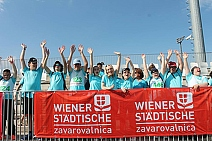 WIENER
STÄDTISCHE
zavarovalnica
WIENER
STÄDTISCHE
zavarovalnica